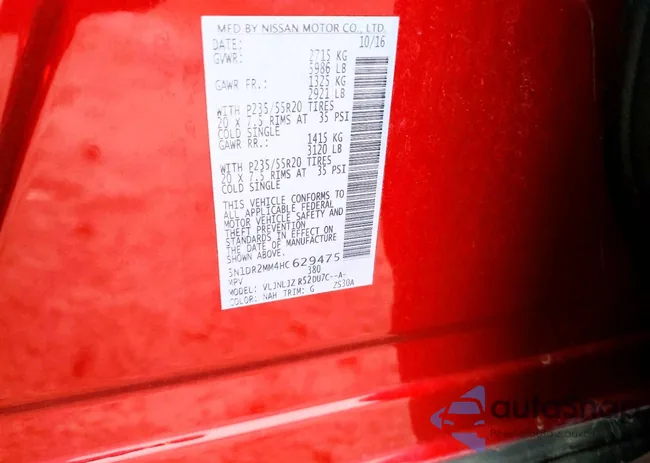 MFD BY NISSAN MOTOR CO., LTD.
DATE: 10/16
GVWR: 2715 KG
5986 LB
GAWR FR.: 1325 KG
2921 LB
WITH P235/55R20 TIRES
20 X 7.5 RIMS AT 35 PSI
COLD SINGLE
GAWR RR.: 1415 KG
3120 LB
WITH P235/55R20 TIRES
20 X 7.5 RIMS AT 35 PSI
COLD SINGLE
THIS VEHICLE CONFORMS TO
ALL APPLICABLE FEDERAL
MOTOR VEHICLE SAFETY AND
THEFT PREVENTION
STANDARDS IN EFFECT ON
THE DATE OF MANUFACTURE
SHOWN ABOVE.
5N1DR2MM4HC629475
MPV 380
MODEL: VLJNLJZ R52DU7C--A-
COLOR: NAH TRIM: G 2S30A